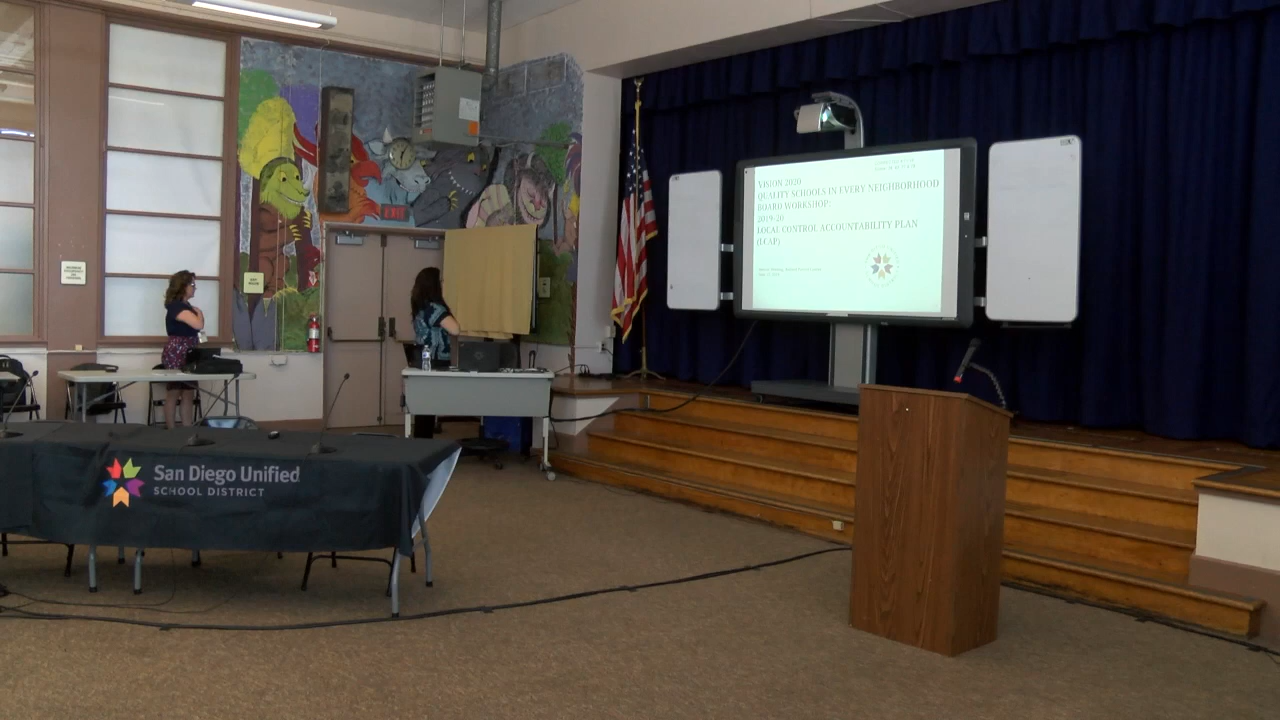 VISION 2020
QUALITY SCHOOLS IN EVERY NEIGHBORHOOD
BOARD WORKSHOP:
2019-20
LOCAL CONTROL ACCOUNTABILITY PLAN
(LCAP)
EXIT
San Diego Unified
SCHOOL DISTRICT